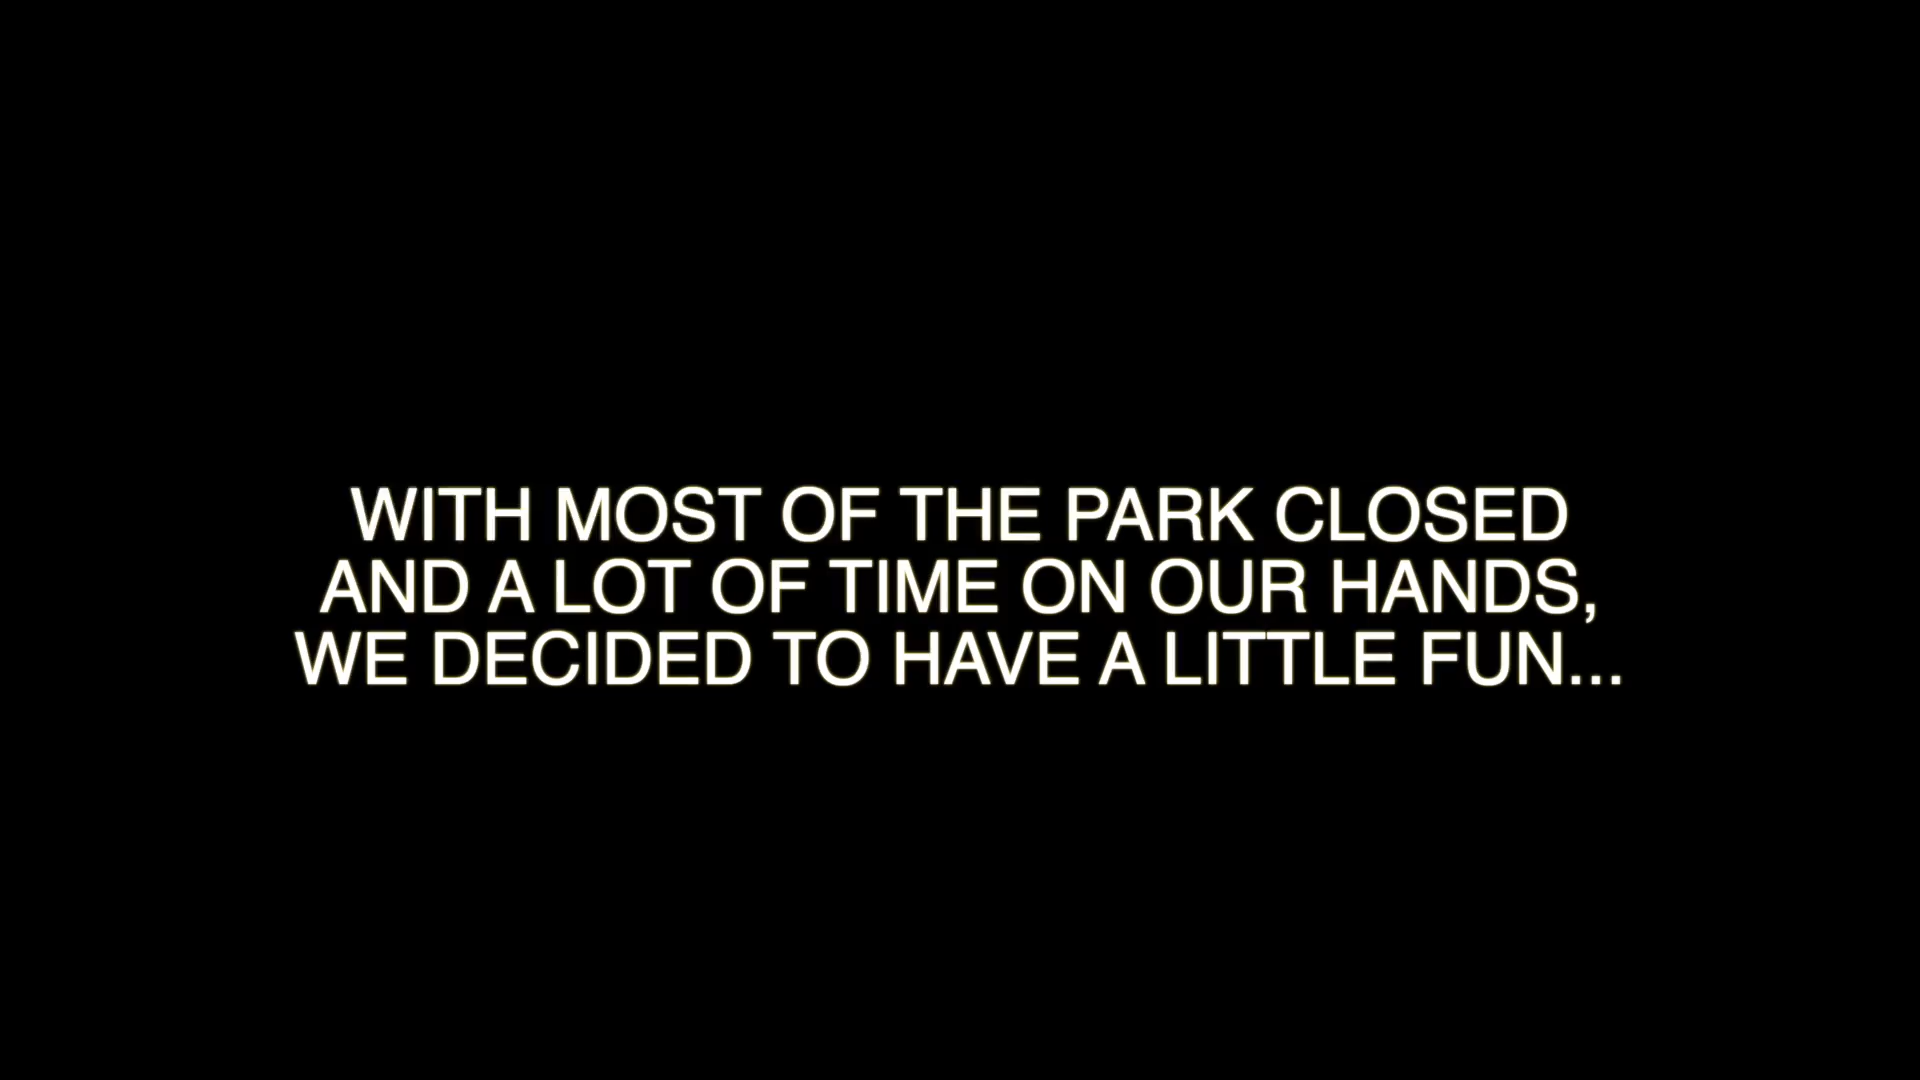 WITH MOST OF THE PARK CLOSED
AND A LOT OF TIME ON OUR HANDS,
WE DECIDED TO HAVE A LITTLE FUN...